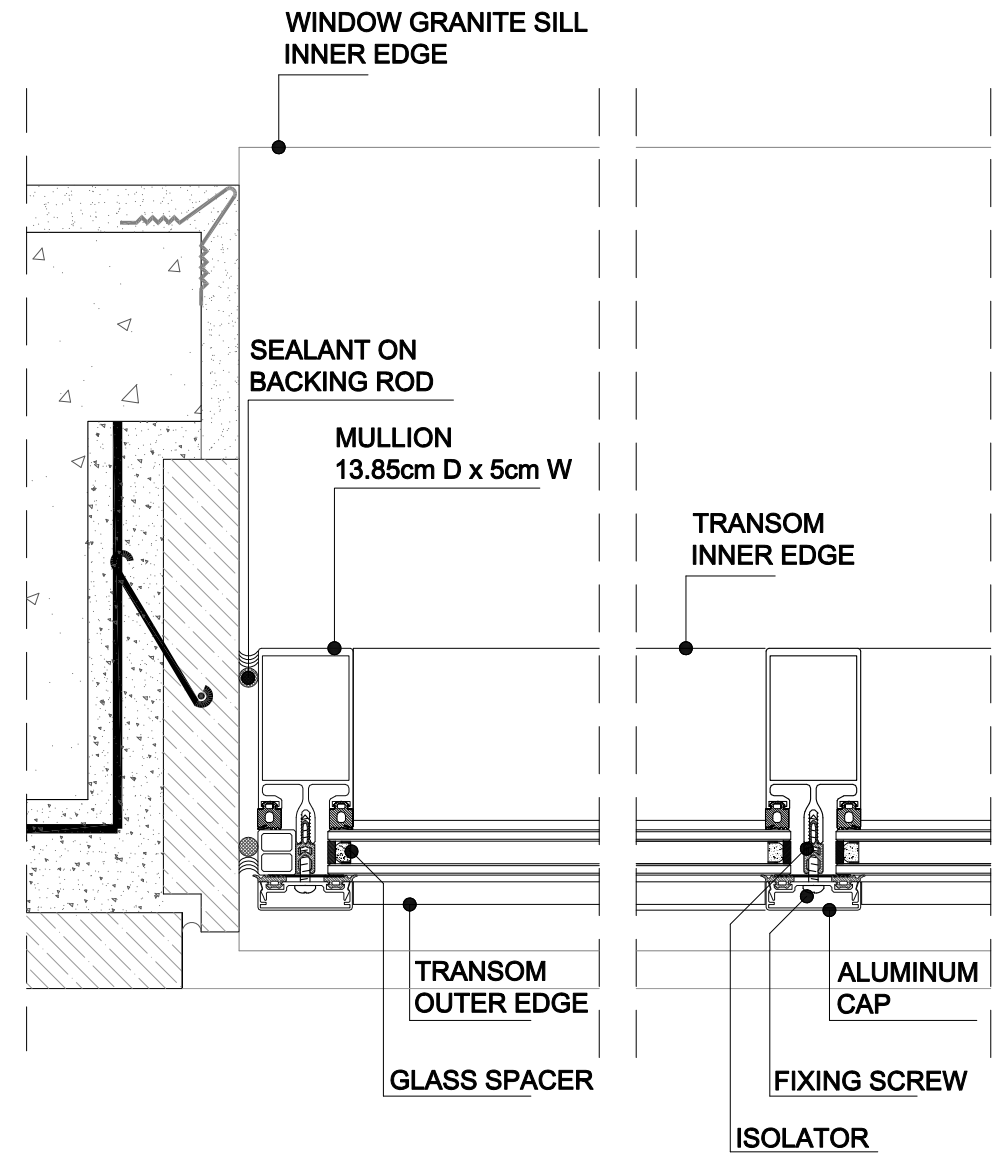 WINDOW GRANITE SILL
INNER EDGE
SEALANT ON
BACKING ROD
MULLION
13.85cm D x 5cm W
TRANSOM
INNER EDGE
TRANSOM
OUTER EDGE
ALUMINUM
CAP
GLASS SPACER
FIXING SCREW
ISOLATOR